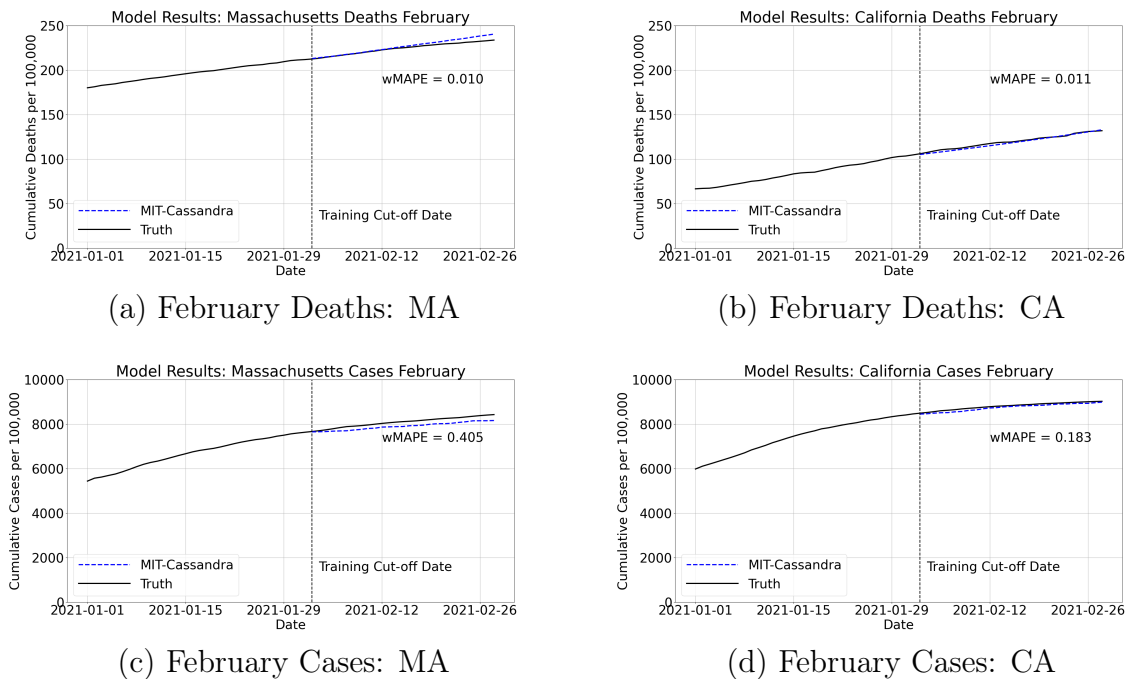 Model Results: Massachusetts Deaths February
Cumulative Deaths per 100,000
250
200
150
100
50
0
wMAPE = 0.010
MIT-Cassandra
Truth
Training Cut-off Date
2021-01-01 2021-01-15 2021-01-29 2021-02-12 2021-02-26
Date
(a) February Deaths: MA
Model Results: California Deaths February
Cumulative Deaths per 100,000
250
200
150
100
50
0
wMAPE = 0.011
MIT-Cassandra
Truth
Training Cut-off Date
2021-01-01 2021-01-15 2021-01-29 2021-02-12 2021-02-26
Date
(b) February Deaths: CA
Model Results: Massachusetts Cases February
Cumulative Cases per 100,000
10000
8000
6000
4000
2000
0
wMAPE = 0.405
MIT-Cassandra
Truth
Training Cut-off Date
2021-01-01 2021-01-15 2021-01-29 2021-02-12 2021-02-26
Date
(c) February Cases: MA
Model Results: California Cases February
Cumulative Cases per 100,000
10000
8000
6000
4000
2000
0
wMAPE = 0.183
MIT-Cassandra
Truth
Training Cut-off Date
2021-01-01 2021-01-15 2021-01-29 2021-02-12 2021-02-26
Date
(d) February Cases: CA